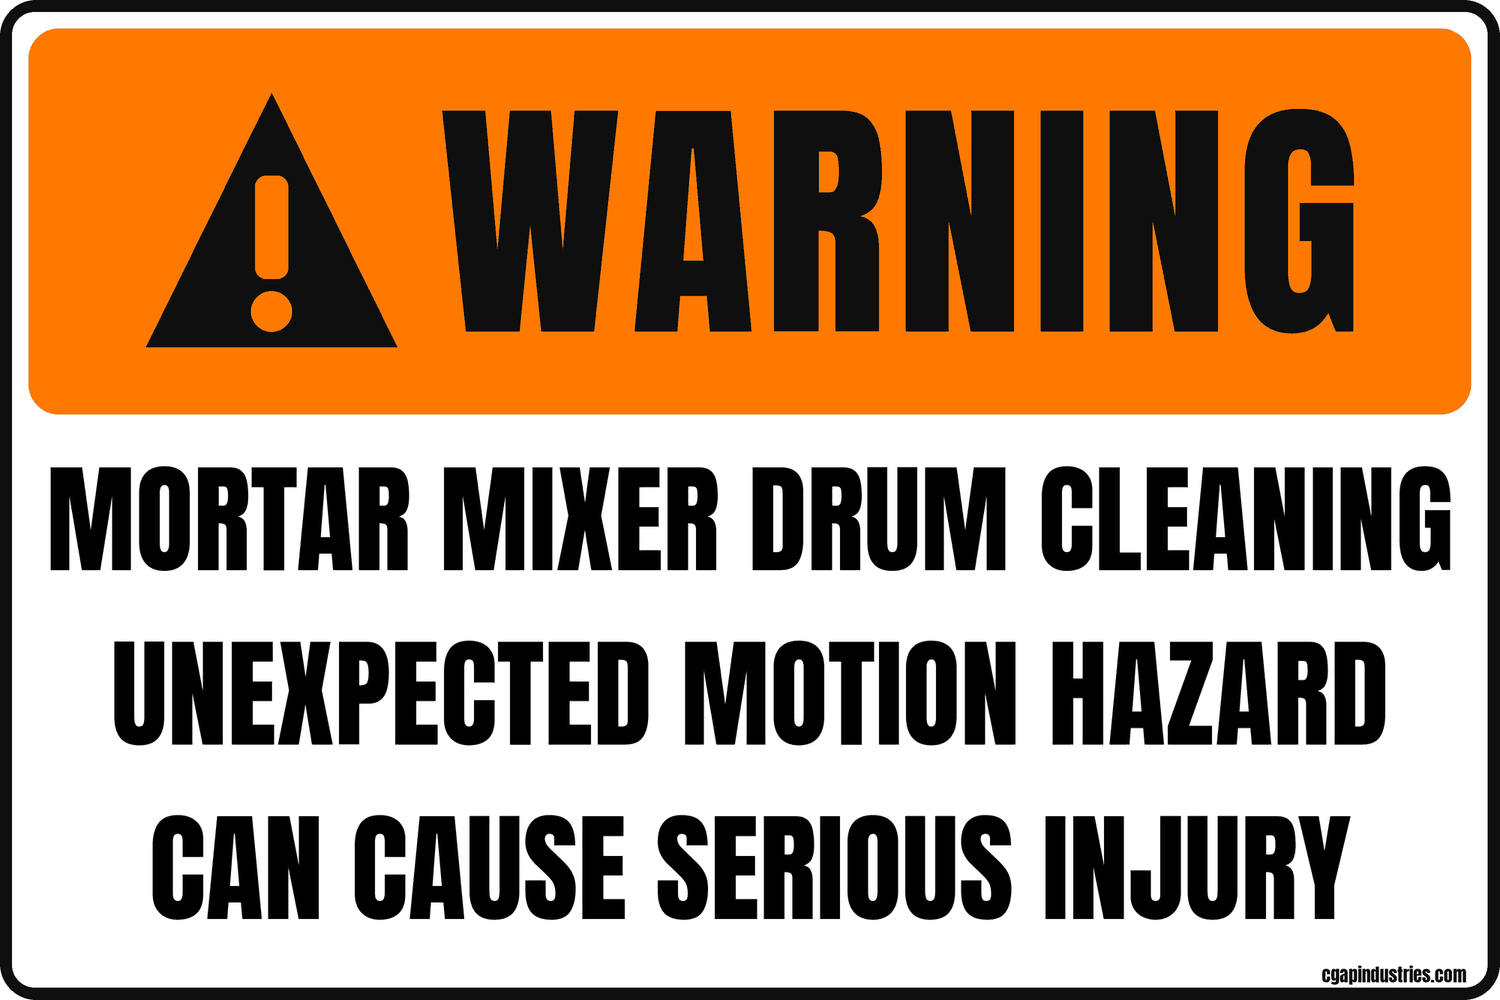 WARNING
MORTAR MIXER DRUM CLEANING
UNEXPECTED MOTION HAZARD
CAN CAUSE SERIOUS INJURY
cgapindustries.com